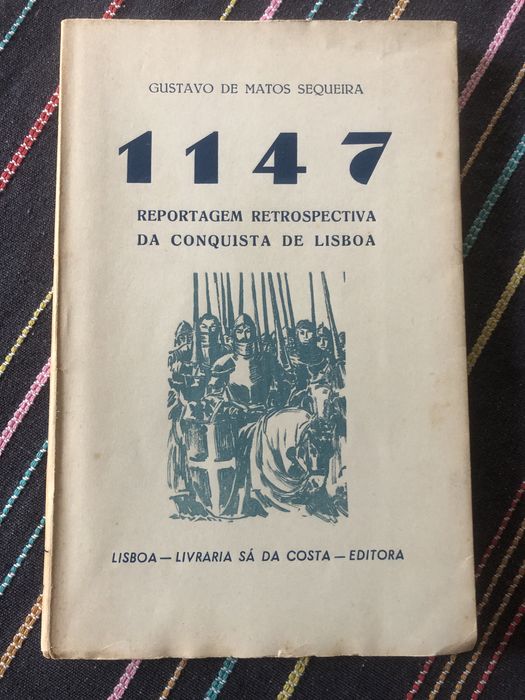 GUSTAVO DE MATOS SEQUEIRA
1147
REPORTAGEM RETROSPECTIVA
DA CONQUISTA DE LISBOA
LISBOA — LIVRARIA SÁ DA COSTA — EDITORA